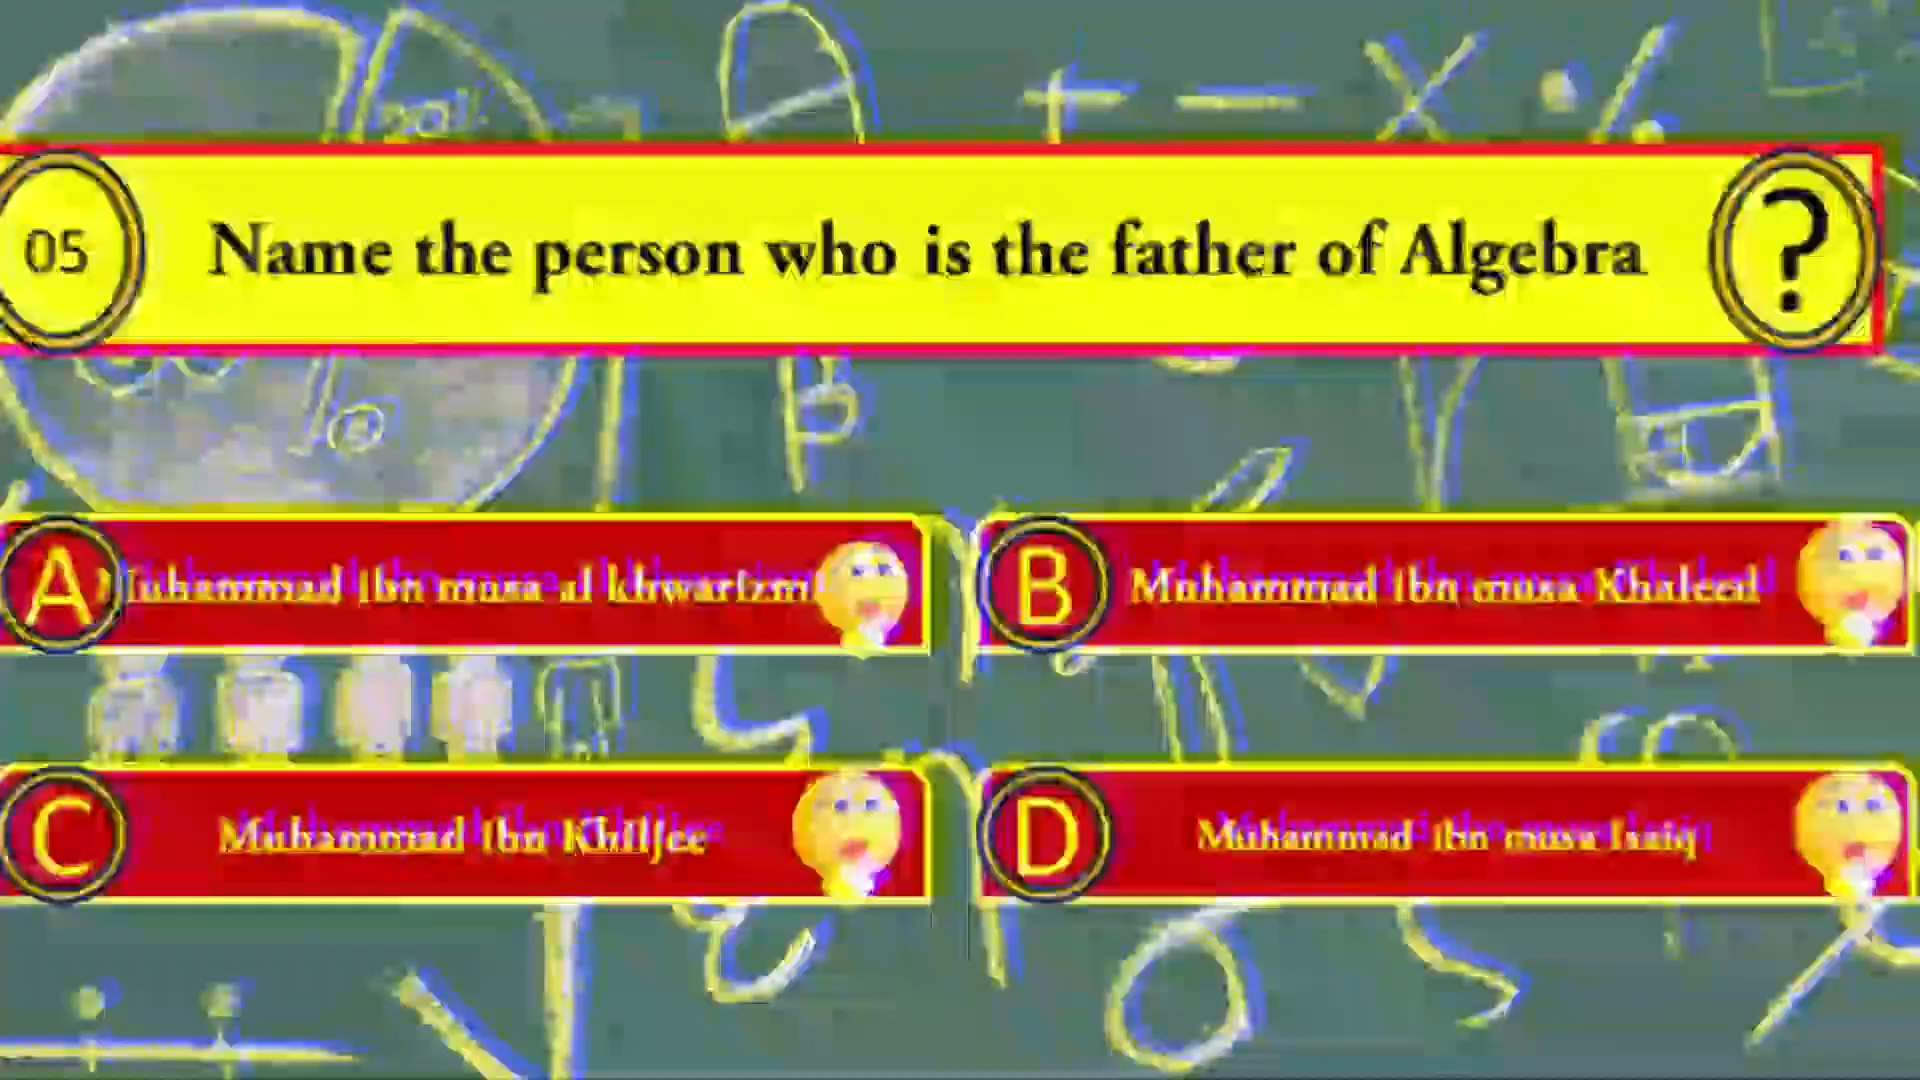 05 Name the person who is the father of Algebra ?
A Muhammad Ibn musa al khwarizmi
B Muhammad Ibn musa Khaleed
C Muhammad Ibn Khiljee
D Muhammad ibn musa Isaiq